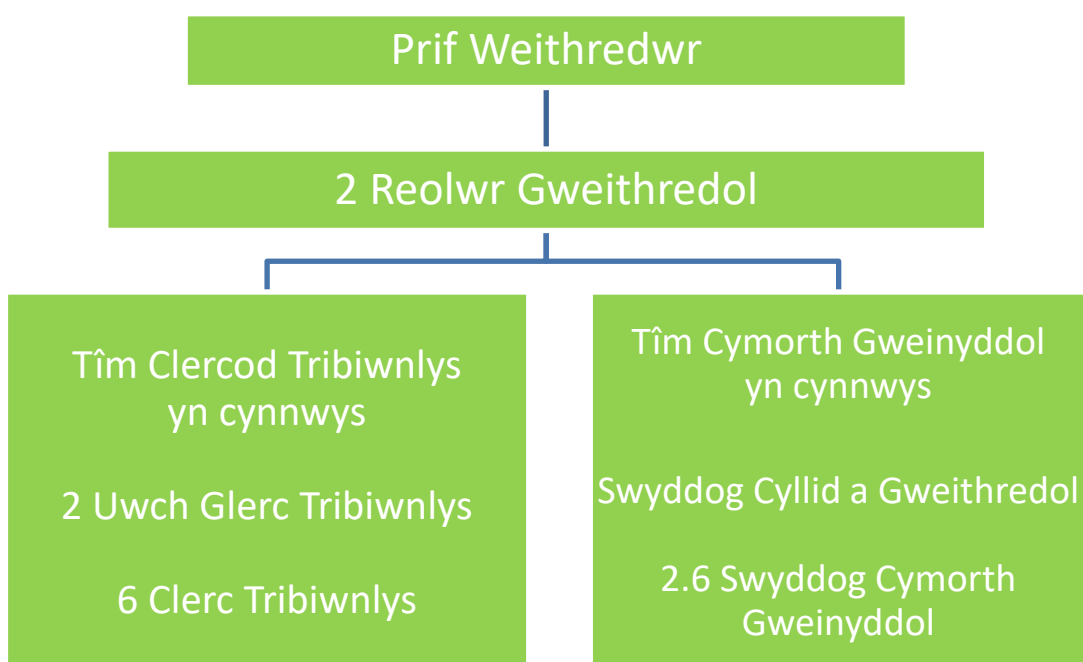 Prif Weithredwr
2 Reolwr Gweithredol
Tîm Clercod Tribiwnlys
yn cynnwys
2 Uwch Glerc Tribiwnlys
6 Clerc Tribiwnlys
Tîm Cymorth Gweinyddol
yn cynnwys
Swyddog Cyllid a Gweithredol
2.6 Swyddog Cymorth
Gweinyddol